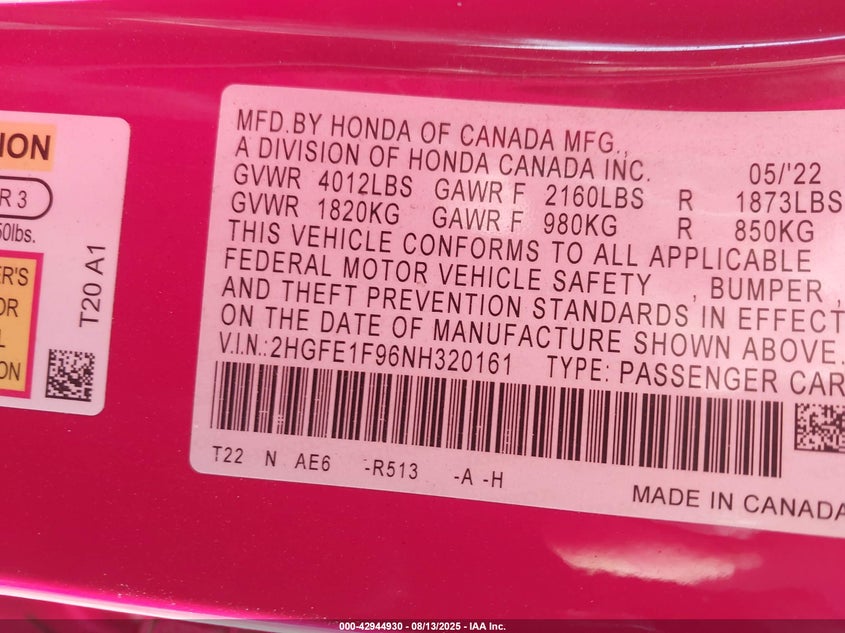 MFD.BY HONDA OF CANADA MFG.,
A DIVISION OF HONDA CANADA INC. 05/'22
GVWR 4012LBS GAWR F 2160LBS R 1873LBS
GVWR 1820KG GAWR F 980KG R 850KG
THIS VEHICLE CONFORMS TO ALL APPLICABLE
FEDERAL MOTOR VEHICLE SAFETY , BUMPER ,
AND THEFT PREVENTION STANDARDS IN EFFECT
ON THE DATE OF MANUFACTURE SHOWN ABOVE.
V.I.N.:2HGFE1F96NH320161 TYPE: PASSENGER CAR
T22 N AE6 -R513 -A -H
MADE IN CANADA
R 3
50lbs.
T20 A1
000-42944930 - 08/13/2025 - IAA Inc.